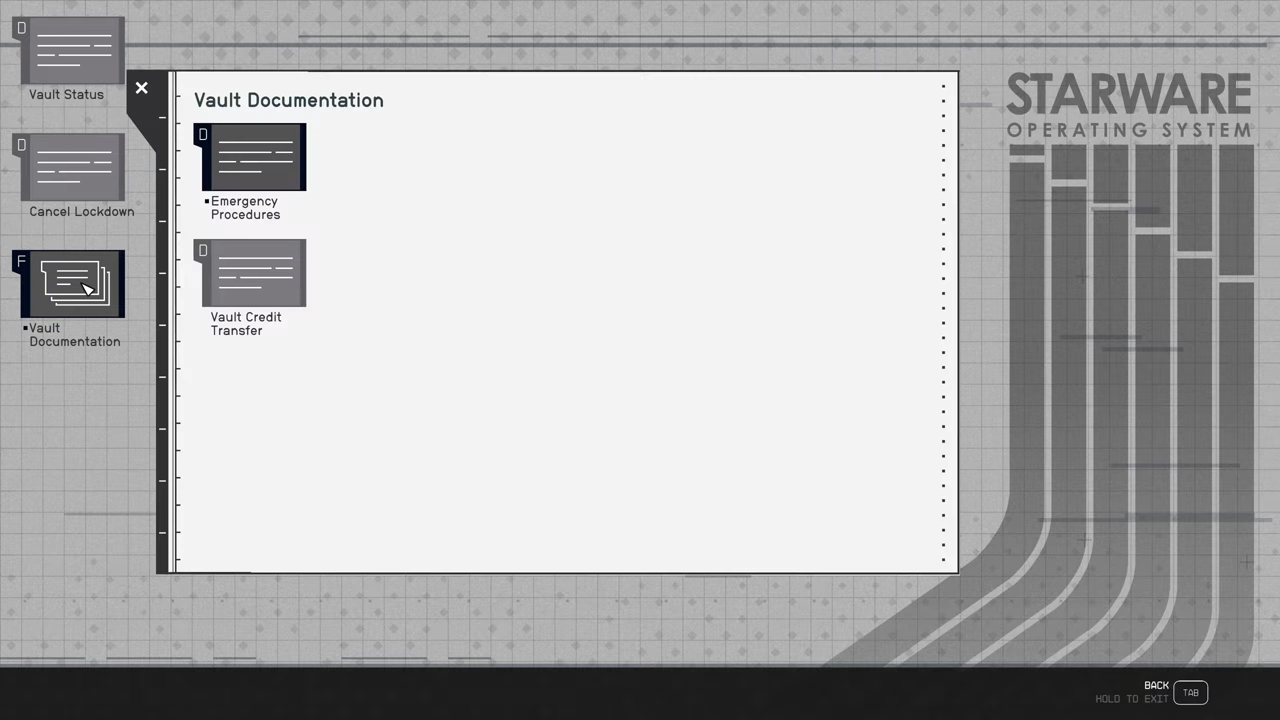 D
Vault Status
D
Cancel Lockdown
F
Vault
Documentation
Vault Documentation
D
Emergency
Procedures
D
Vault Credit
Transfer
STARWARE
OPERATING SYSTEM
BACK
HOLD TO EXIT
TAB